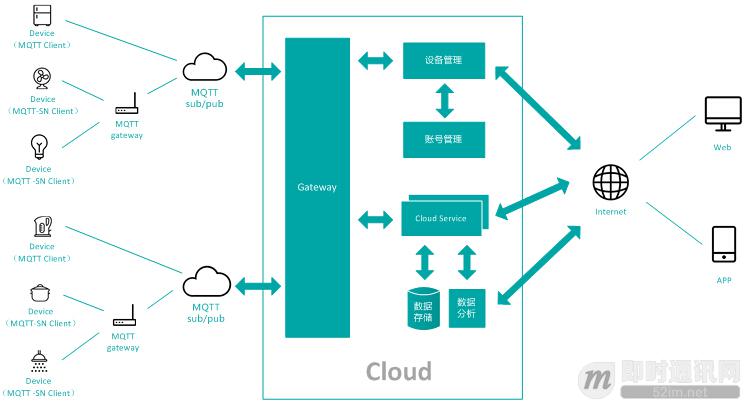 Device
（MQTT Client）
Device
（MQTT-SN Client）
MQTT
gateway
Device
（MQTT -SN Client）
MQTT
sub/pub
Device
（MQTT Client）
Device
（MQTT-SN Client）
MQTT
gateway
Device
（MQTT -SN Client）
MQTT
sub/pub
Gateway
设备管理
账号管理
Cloud Service
数据
存储
数据
分析
Cloud
Internet
Web
APP
m
即时通讯网
52im.net